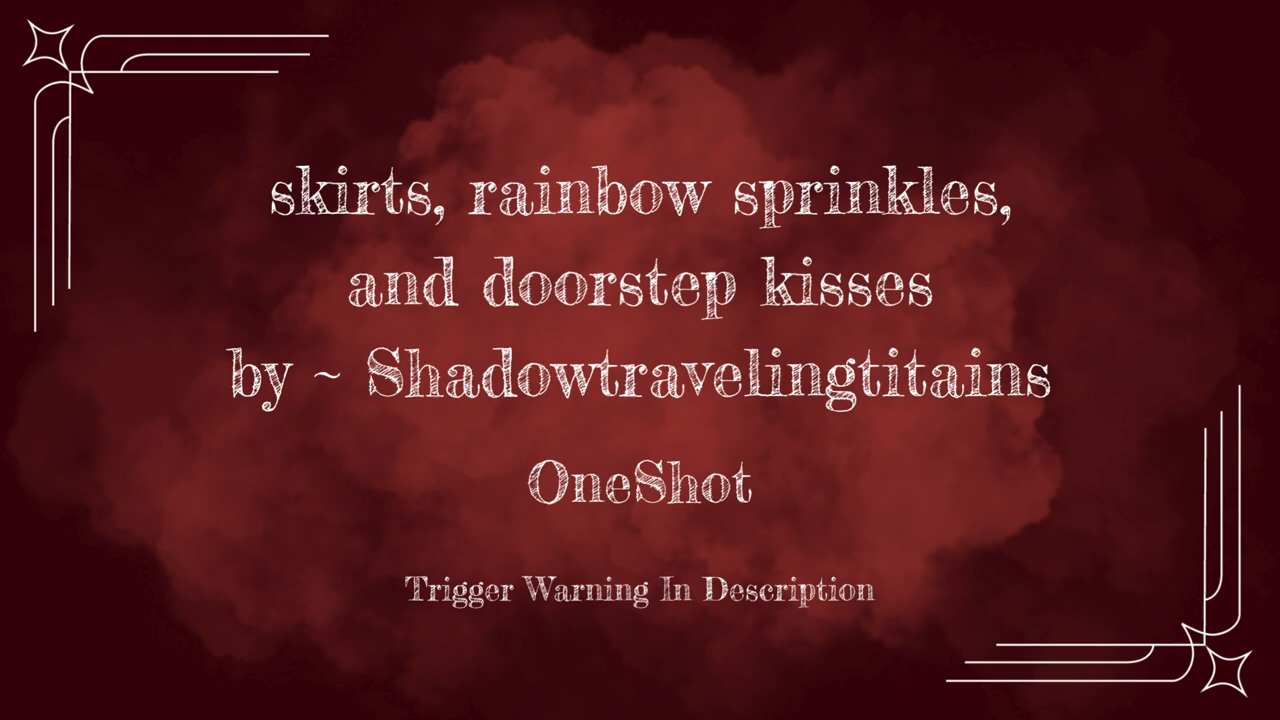 skirts, rainbow sprinkles,
and doorstep kisses
by ~ Shadowtravelingtitains
OneShot
Trigger Warning In Description